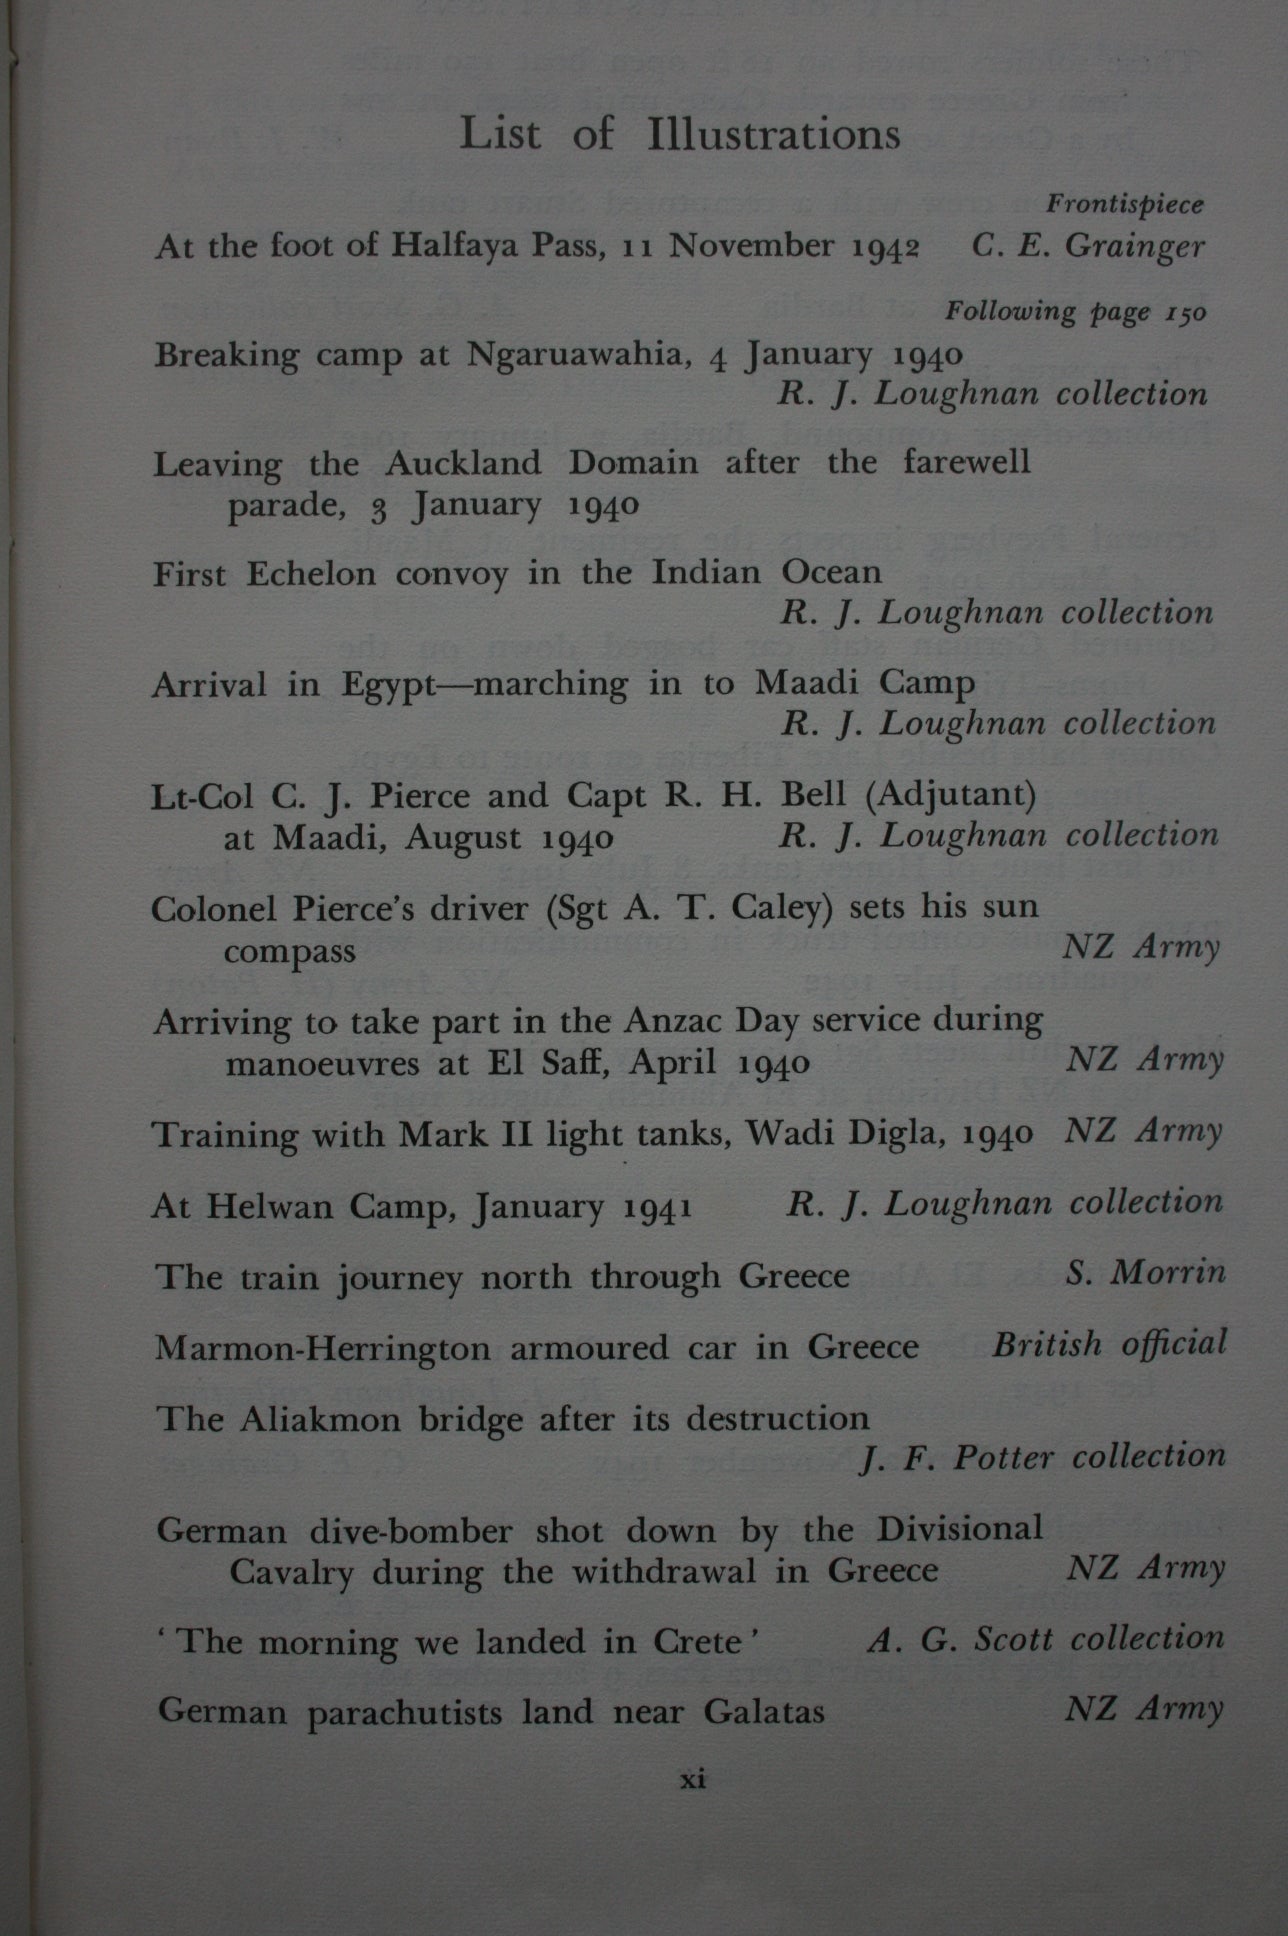 List of Illustrations
Frontispiece
At the foot of Halfaya Pass, 11 November 1942 C. E. Grainger
Following page 150
Breaking camp at Ngaruawahia, 4 January 1940
R. J. Loughnan collection
Leaving the Auckland Domain after the farewell
parade, 3 January 1940
First Echelon convoy in the Indian Ocean
R. J. Loughnan collection
Arrival in Egypt—marching in to Maadi Camp
R. J. Loughnan collection
Lt-Col C. J. Pierce and Capt R. H. Bell (Adjutant)
at Maadi, August 1940 R. J. Loughnan collection
Colonel Pierce's driver (Sgt A. T. Caley) sets his sun
compass NZ Army
Arriving to take part in the Anzac Day service during
manoeuvres at El Saff, April 1940 NZ Army
Training with Mark II light tanks, Wadi Digla, 1940 NZ Army
At Helwan Camp, January 1941 R. J. Loughnan collection
The train journey north through Greece S. Morrin
Marmon-Herrington armoured car in Greece British official
The Aliakmon bridge after its destruction
J. F. Potter collection
German dive-bomber shot down by the Divisional
Cavalry during the withdrawal in Greece NZ Army
‘ The morning we landed in Crete ’ A. G. Scott collection
German parachutists land near Galatas NZ Army
xi